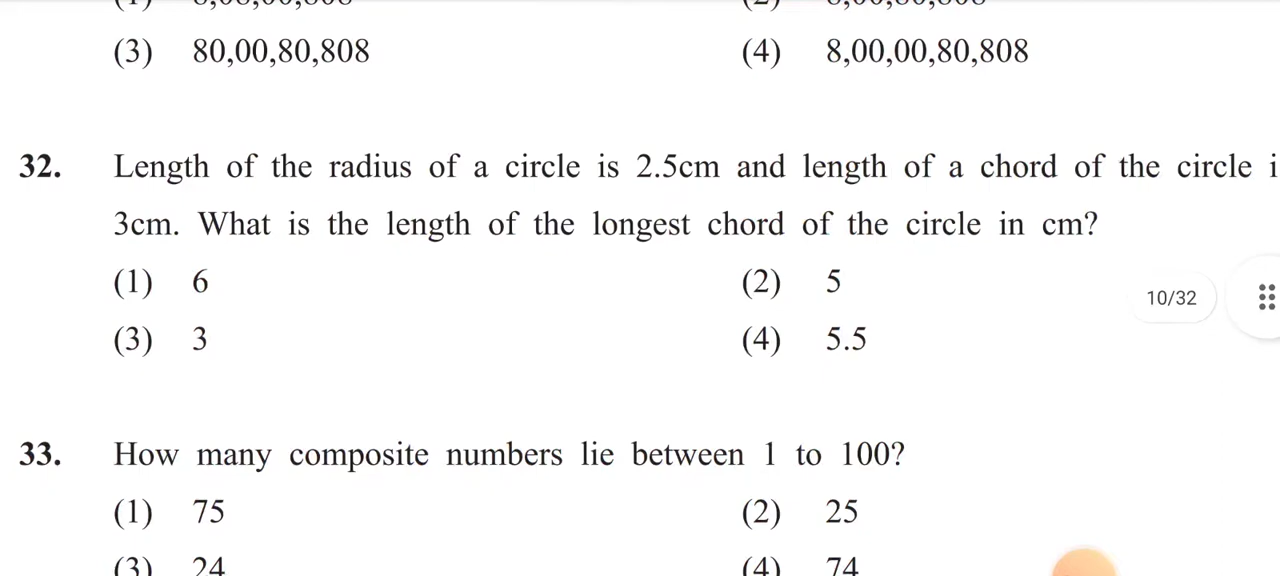 (3) 80,00,80,808 (4) 8,00,00,80,808
32. Length of the radius of a circle is 2.5cm and length of a chord of the circle i
3cm. What is the length of the longest chord of the circle in cm?
(1) 6 (2) 5
10/32
(3) 3 (4) 5.5
33. How many composite numbers lie between 1 to 100?
(1) 75 (2) 25
(3) 24 (4) 74